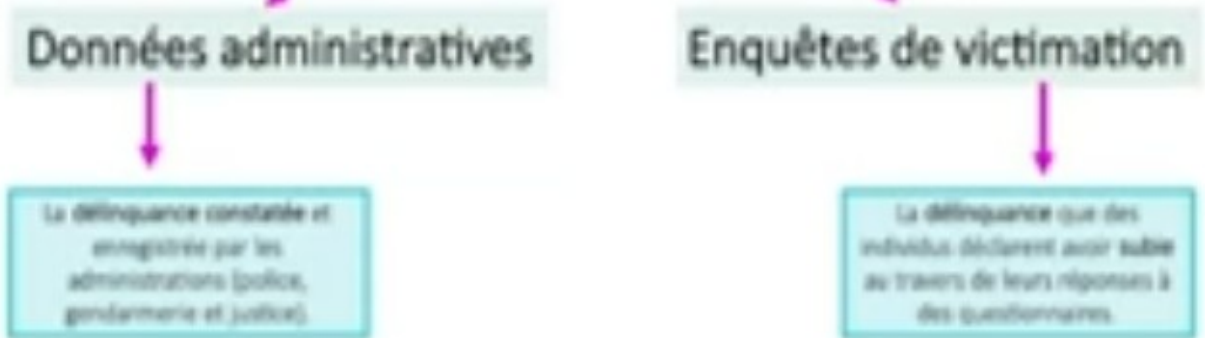 Données administratives
Enquêtes de victimation
La délinquance constatée et
enregistrée par les
administrations (police,
gendarmerie et justice).
La délinquance que des
individus déclarent avoir subie
au travers de leurs réponses à
des questionnaires.